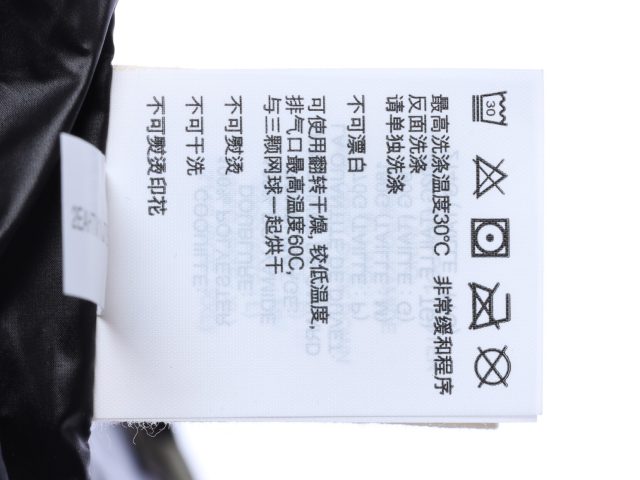 30
最高洗涤温度30°C 非常缓和程序
反面洗涤
请单独洗涤
不可漂白
可使用翻转干燥, 较低温度,
排气口最高温度60C,
与三颗网球一起烘干
不可熨烫
不可干洗
不可熨烫印花